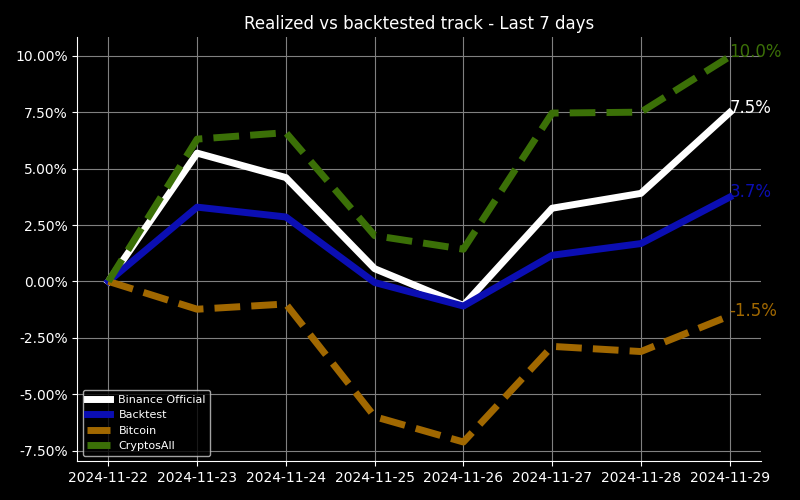 Realized vs backtested track - Last 7 days
10.00%
7.50%
5.00%
2.50%
0.00%
-2.50%
-5.00%
-7.50%
10.0%
7.5%
3.7%
-1.5%
Binance Official
Backtest
Bitcoin
CryptosAll
2024-11-22 2024-11-23 2024-11-24 2024-11-25 2024-11-26 2024-11-27 2024-11-28 2024-11-29